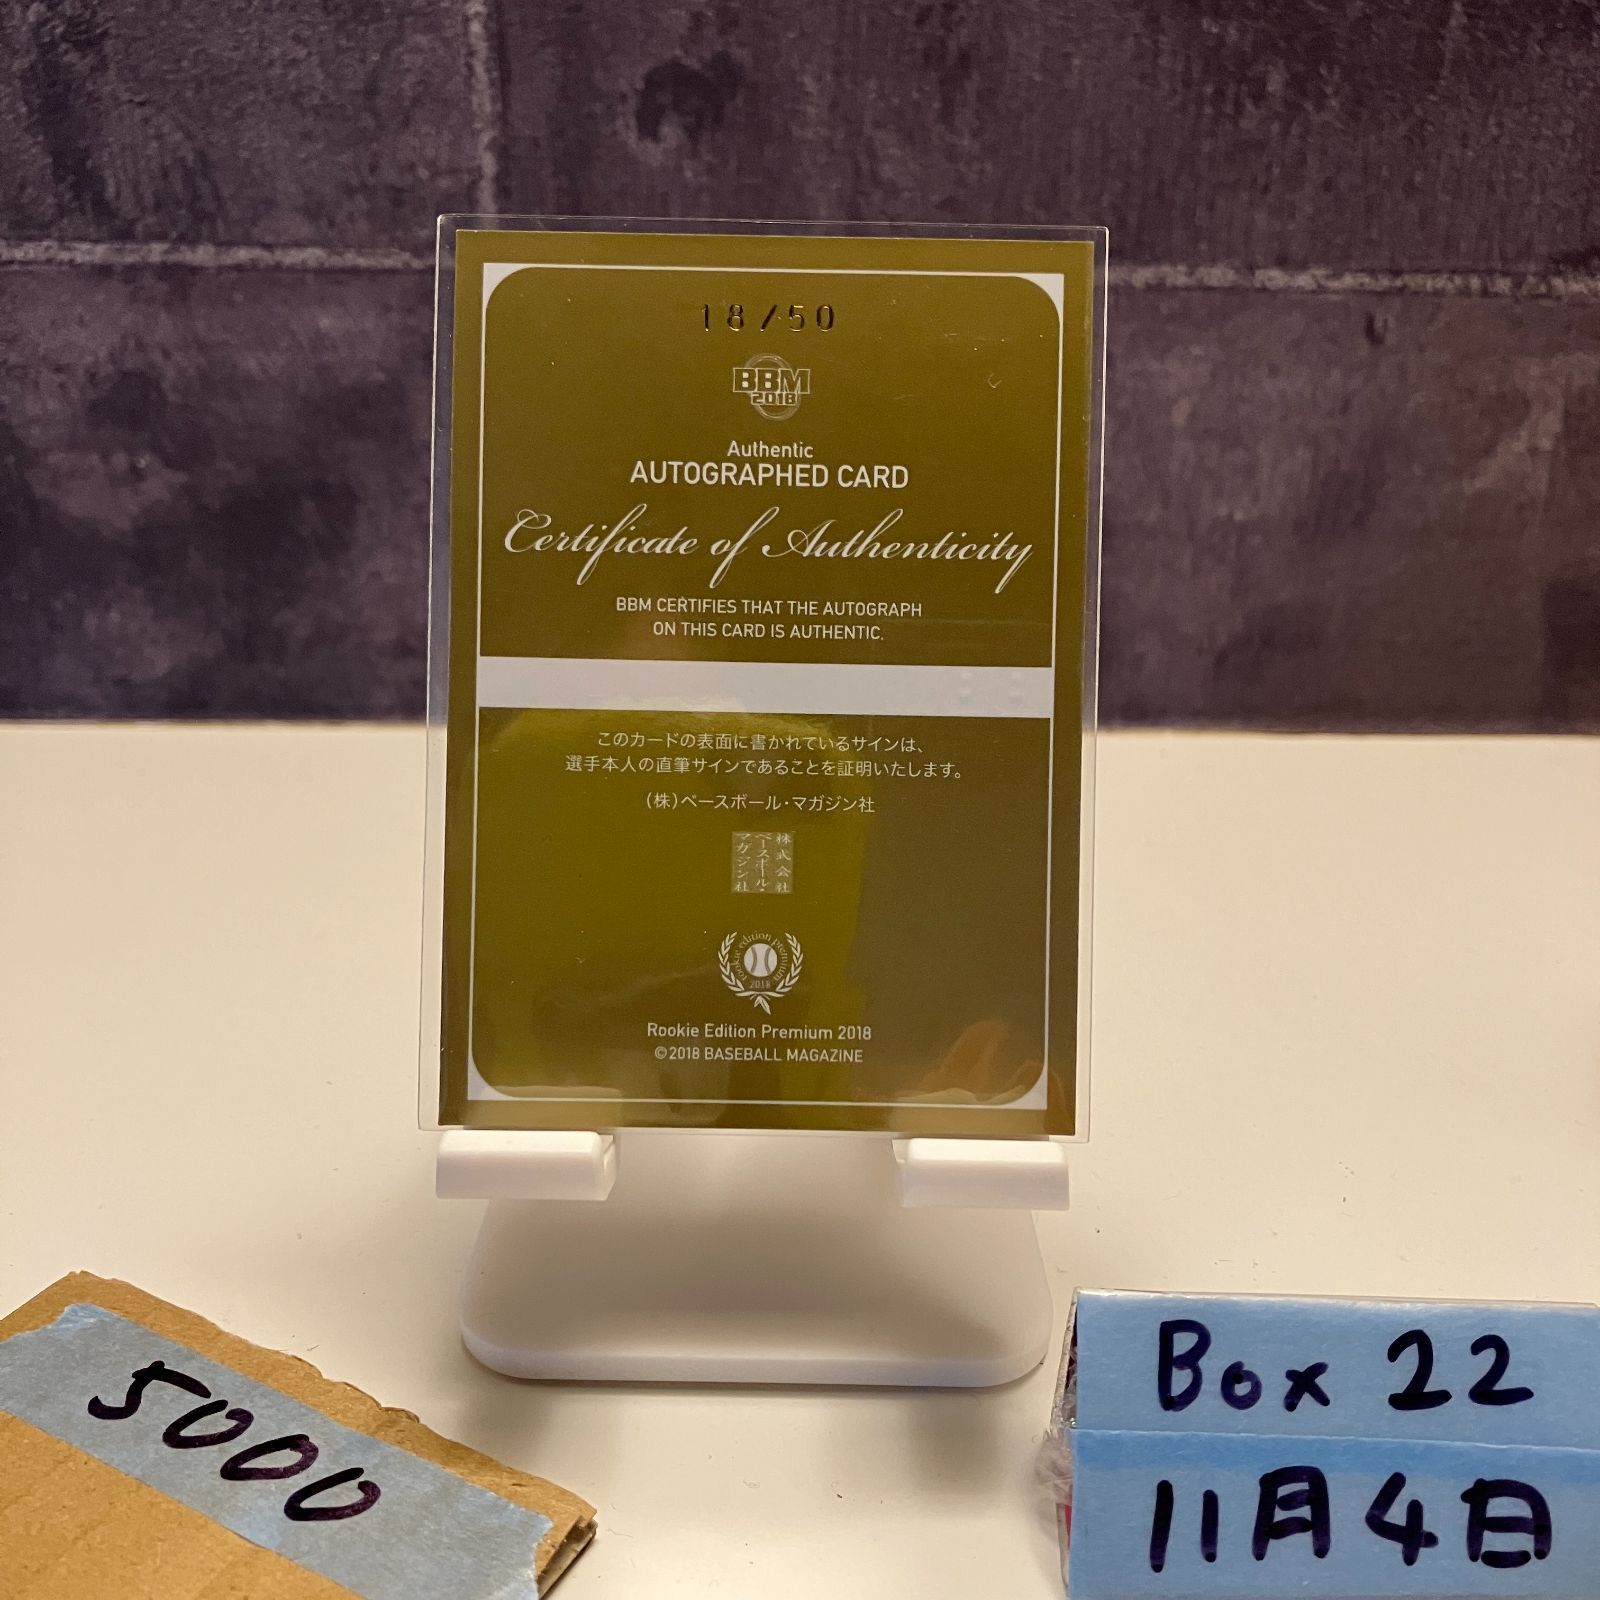 18/50
BBM
2018
Authentic
AUTOGRAPHED CARD
Certificate of Authenticity
BBM CERTIFIES THAT THE AUTOGRAPH
ON THIS CARD IS AUTHENTIC.
このカードの表面に書かれているサインは、
選手本人の直筆サインであることを証明いたします。
(株)ベースボール・マガジン社
株式会社
ベースボール・
マガジン社
rookie edition premium
2018
Rookie Edition Premium 2018
©2018 BASEBALL MAGAZINE
5000
Box 22
11月4日